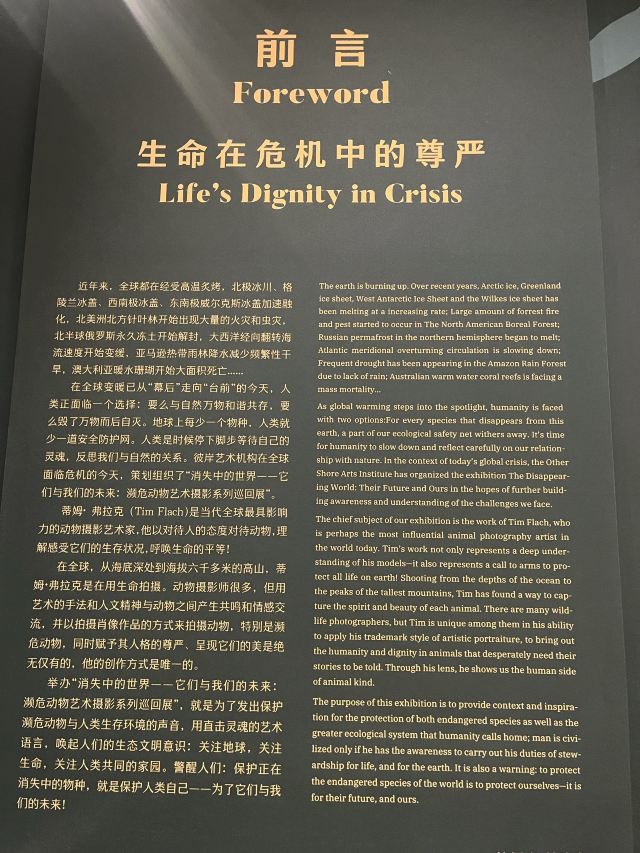 前言
Foreword
生命在危机中的尊严
Life's Dignity in Crisis
近年来，全球都在经受高温炙烤，北极冰川、格
陵兰冰盖、西南极冰盖、东南极威尔克斯冰盖加速融
化，北美洲北方针叶林开始出现大量的火灾和虫灾，
北半球俄罗斯永久冻土开始解封，大西洋经向翻转海
流速度开始变缓，亚马逊热带雨林降水减少频繁性干
旱，澳大利亚暖水珊瑚开始大面积死亡……
在全球变暖已从“幕后”走向“台前”的今天，人
类正面临一个选择：要么与自然万物和谐共存，要
么毁了万物而后自灭。地球上每少一个物种，人类就
少一道安全防护网。人类是时候停下脚步等待自己的
灵魂，反思我们与自然的关系。彼岸艺术机构在全球
面临危机的今天，策划组织了“消失中的世界——它
们与我们的未来：濒危动物艺术摄影系列巡回展”。
蒂姆·弗拉克（Tim Flach）是当代全球最具影响
力的动物摄影艺术家,他以对待人的态度对待动物,理
解感受它们的生存状况,呼唤生命的平等！
在全球，从海底深处到海拔六千多米的高山，蒂
姆·弗拉克是在用生命拍摄。动物摄影师很多，但用
艺术的手法和人文精神与动物之间产生共鸣和情感交
流，并以拍摄肖像作品的方式来拍摄动物，特别是濒
危动物，同时赋予其人格的尊严、呈现它们的美是绝
无仅有的，他的创作方式是唯一的。
举办“消失中的世界——它们与我们的未来：
濒危动物艺术摄影系列巡回展”，就是为了发出保护
濒危动物与人类生存环境的声音，用直击灵魂的艺术
语言，唤起人们的生态文明意识：关注地球，关注
生命，关注人类共同的家园。警醒人们：保护正在
消失中的物种，就是保护人类自己——为了它们与我
们的未来！
The earth is burning up. Over recent years, Arctic ice, Greenland
ice sheet, West Antarctic Ice Sheet and the Wilkes ice sheet has
been melting at a increasing rate; Large amount of forrest fire
and pest started to occur in The North American Boreal Forest;
Russian permafrost in the northern hemisphere began to melt;
Atlantic meridional overturning circulation is slowing down;
Frequent drought has been appearing in the Amazon Rain Forest
due to lack of rain; Australian warm water coral reefs is facing a
mass mortality...
As global warming steps into the spotlight, humanity is faced
with two options:For every species that disappears from this
earth, a part of our ecological safety net withers away. It's time
for humanity to slow down and reflect carefully on our relation-
ship with nature. In the context of today's global crisis, the Other
Shore Arts Institute has organized the exhibition The Disappear-
ing World: Their Future and Ours in the hopes of further build-
ing awareness and understanding of the challenges we face.
The chief subject of our exhibition is the work of Tim Flach, who
is perhaps the most influential animal photography artist in
the world today. Tim's work not only represents a deep under-
standing of his models—it also represents a call to arms to pro-
tect all life on earth! Shooting from the depths of the ocean to
the peaks of the tallest mountains, Tim has found a way to cap-
ture the spirit and beauty of each animal. There are many wild-
life photographers, but Tim is unique among them in his ability
to apply his trademark style of artistic portraiture, to bring out
the humanity and dignity in animals that desperately need their
stories to be told. Through his lens, he shows us the human side
of animal kind.
The purpose of this exhibition is to provide context and inspira-
tion for the protection of both endangered species as well as the
greater ecological system that humanity calls home; man is civi-
lized only if he has the awareness to carry out his duties of stew-
ardship for life, and for the earth. It is also a warning: to protect
the endangered species of the world is to protect ourselves—it is
for their future, and ours.